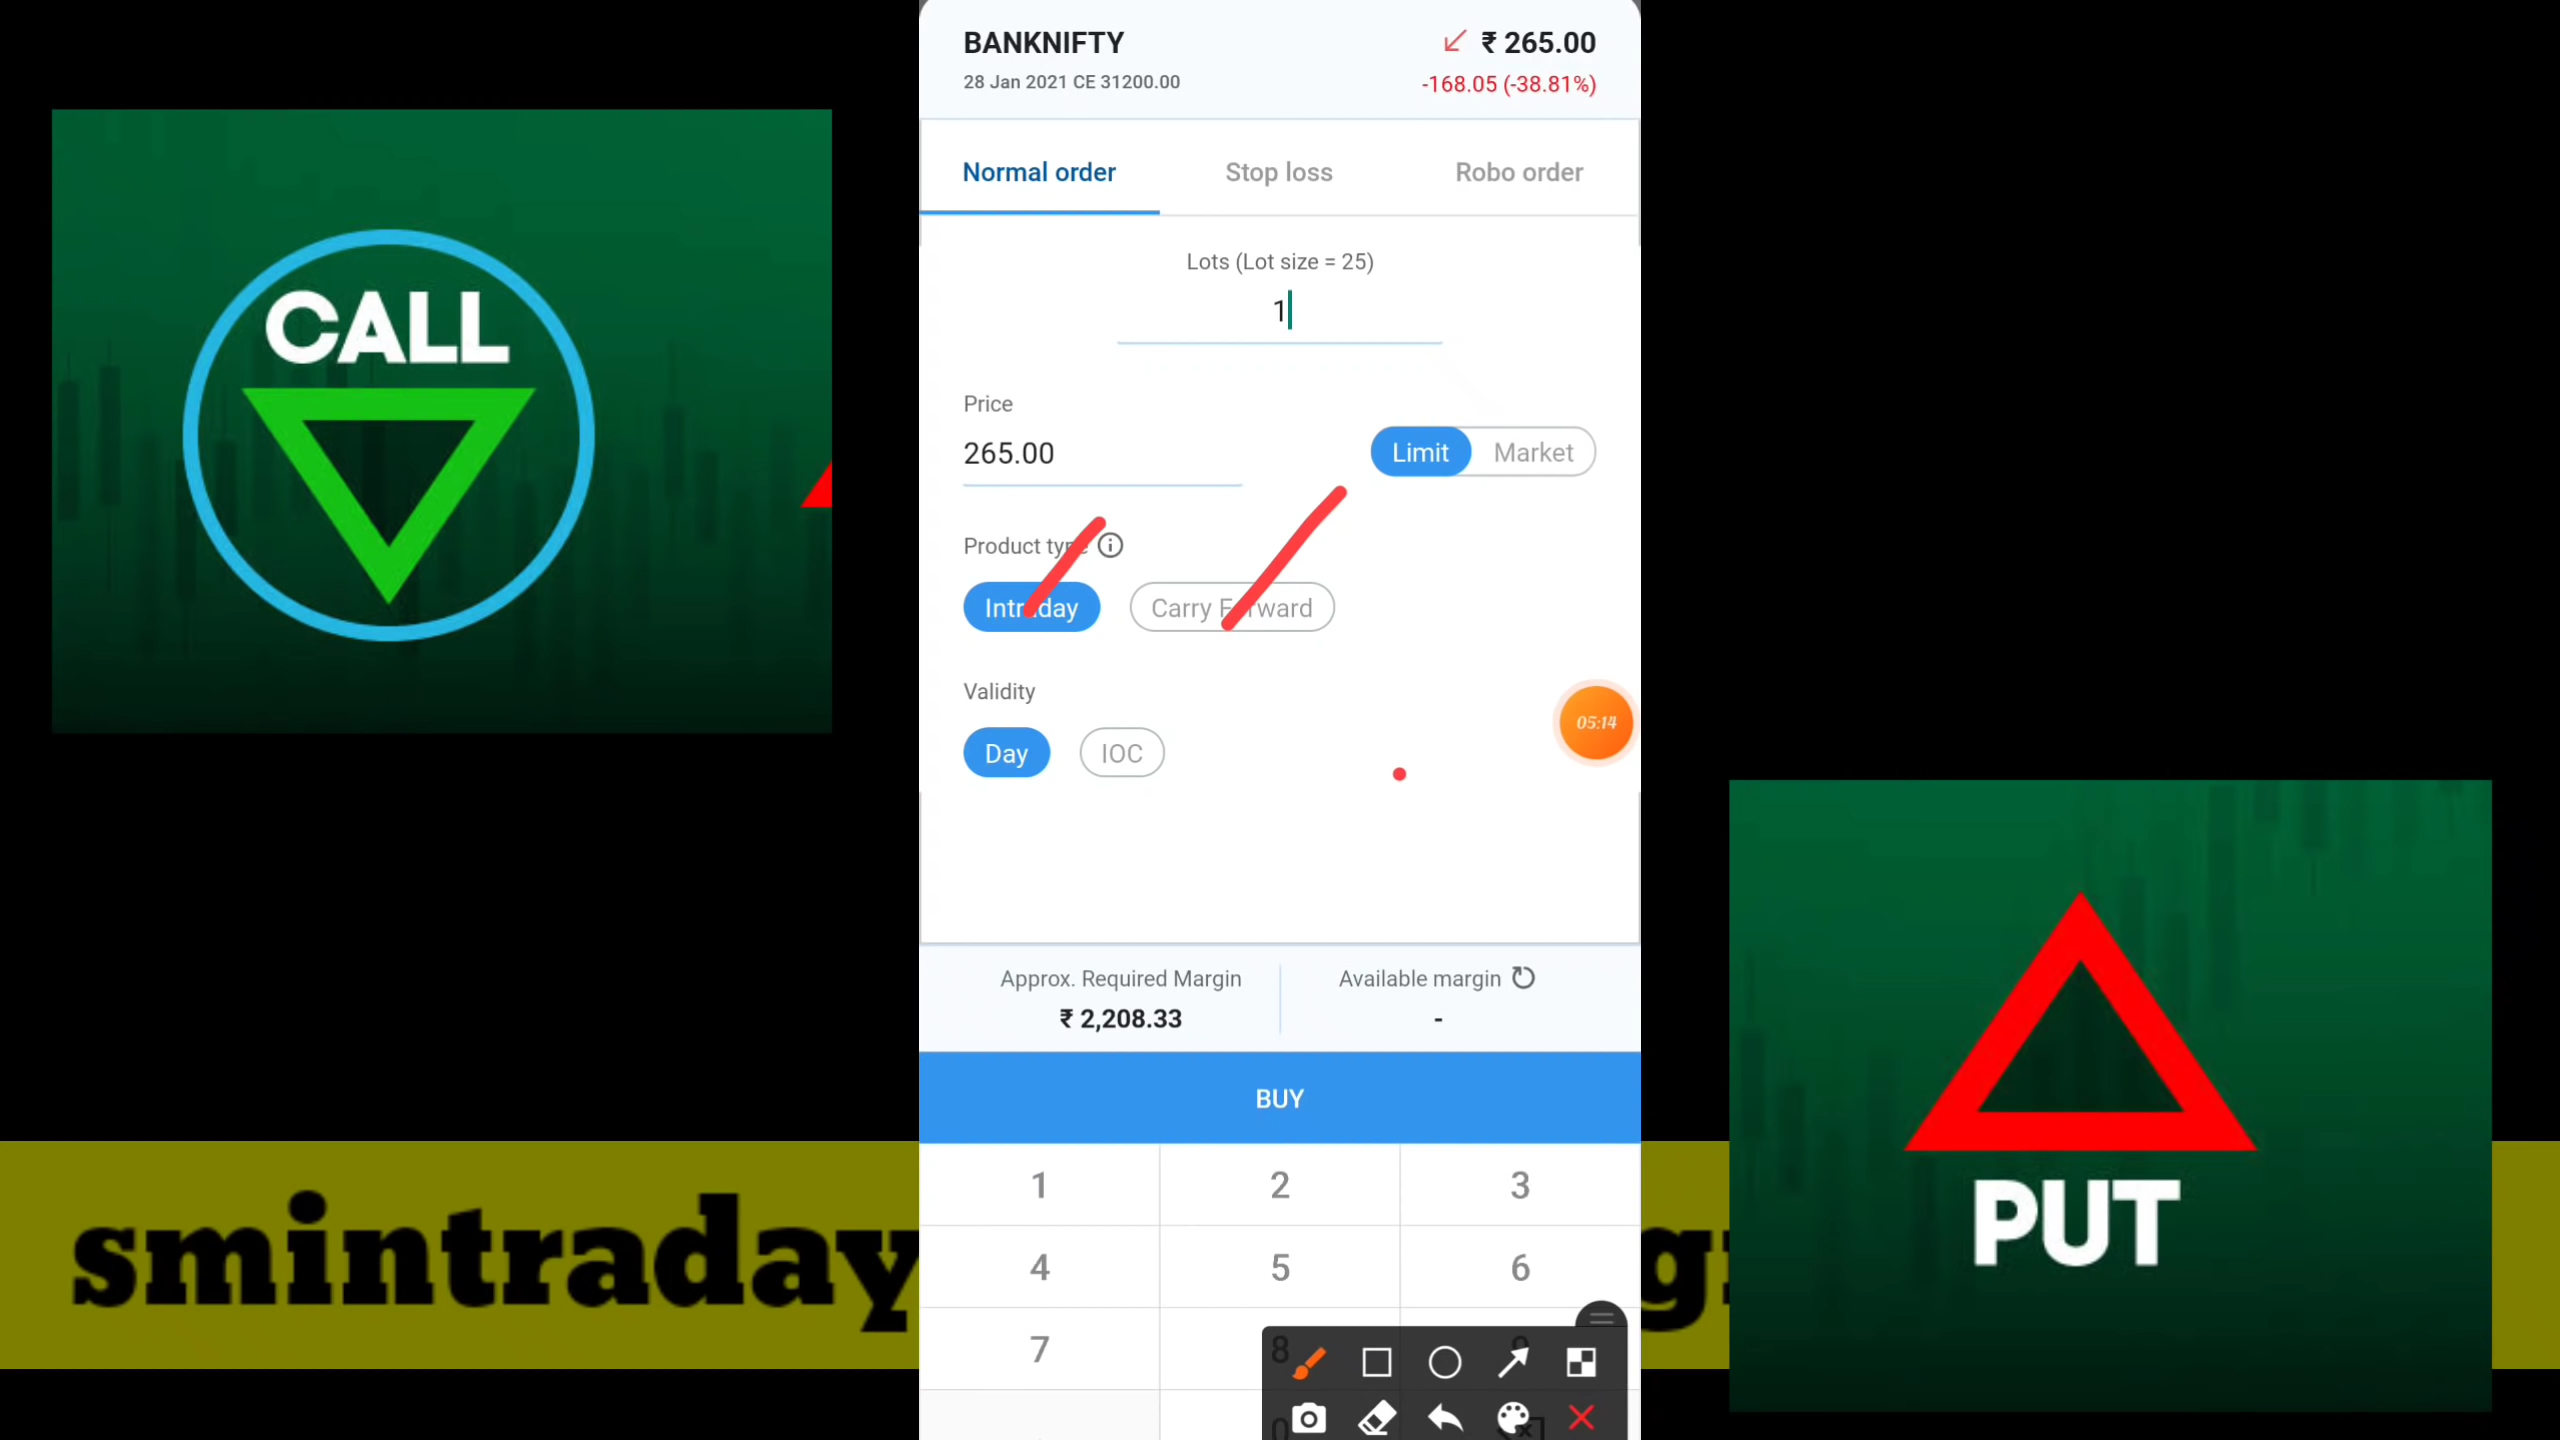 BANKNIFTY
₹ 265.00
28 Jan 2021 CE 31200.00
-168.05 (-38.81%)
Normal order
Stop loss
Robo order
Lots (Lot size = 25)
1
Price
265.00
Limit
Market
Product type
Intraday
Carry Forward
Validity
Day
IOC
05:14
Approx. Required Margin
₹ 2,208.33
Available margin
-
BUY
1
2
3
4
5
6
7
8
9
0
CALL
PUT
smintraday